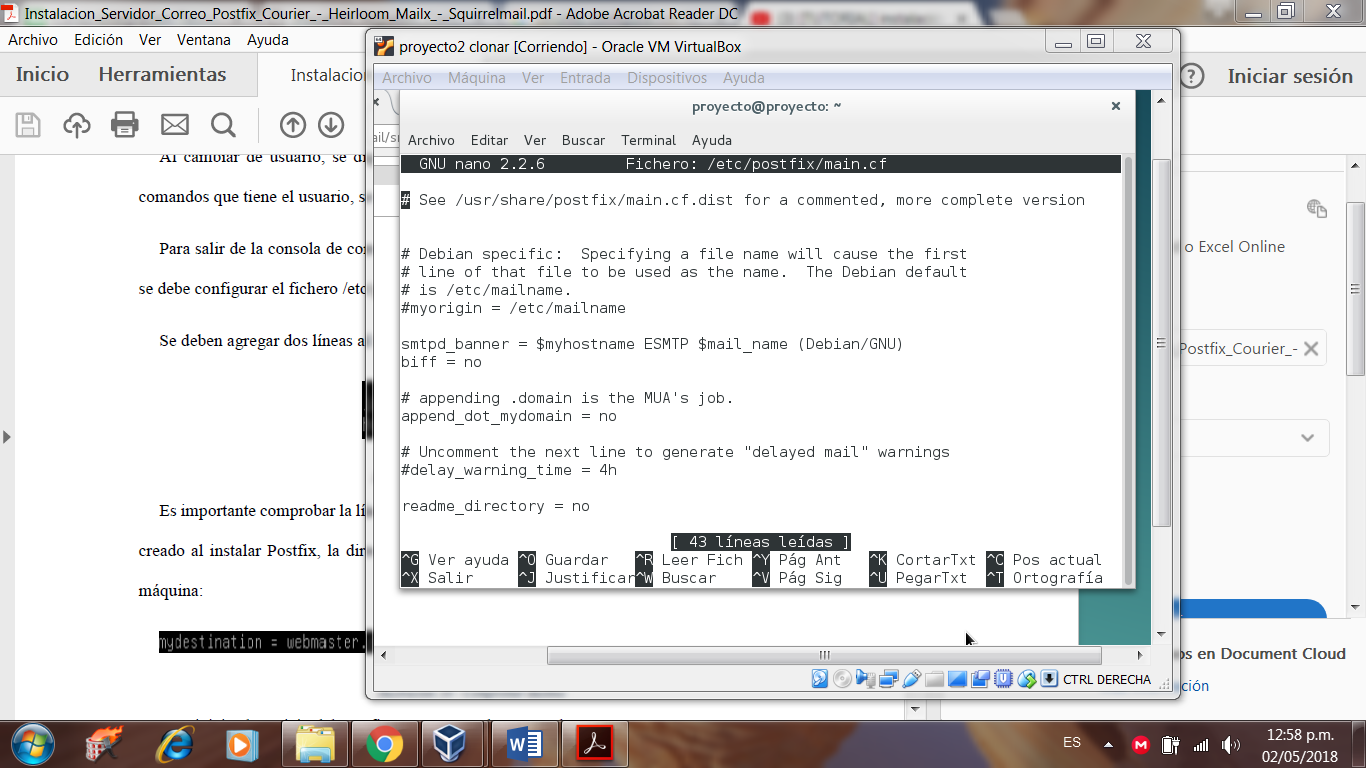 Instalacion_Servidor_Correo_Postfix_Courier_-_Heirloom_Mailx_-_Squirrelmail.pdf - Adobe Acrobat Reader DC
Archivo Edición Ver Ventana Ayuda
Inicio Herramientas
Iniciar sesión
Al cambiar de usuario, se
comandos que tiene el usuario,
Para salir de la consola de
se debe configurar el fichero
Se deben agregar dos líneas
Es importante comprobar la
creado al instalar Postfix, la
máquina:
mydestination = webmaster.
proyecto2 clonar [Corriendo] - Oracle VM VirtualBox
Archivo Máquina Ver Entrada Dispositivos Ayuda
proyecto@proyecto: ~
Archivo Editar Ver Buscar Terminal Ayuda
GNU nano 2.2.6 Fichero: /etc/postfix/main.cf
# See /usr/share/postfix/main.cf.dist for a commented, more complete version
# Debian specific: Specifying a file name will cause the first
# line of that file to be used as the name. The Debian default
# is /etc/mailname.
#myorigin = /etc/mailname
smtpd_banner = $myhostname ESMTP $mail_name (Debian/GNU)
biff = no
# appending .domain is the MUA's job.
append_dot_mydomain = no
# Uncomment the next line to generate "delayed mail" warnings
#delay_warning_time = 4h
readme_directory = no
[ 43 líneas leídas ]
^G Ver ayuda ^O Guardar ^R Leer Fich ^Y Pág Ant ^K CortarTxt ^C Pos actual
^X Salir ^J Justificar ^W Buscar ^V Pág Sig ^U PegarTxt ^T Ortografía
CTRL DERECHA
o Excel Online
Postfix_Courier_-
os en Document Cloud
ES
12:58 p.m.
02/05/2018